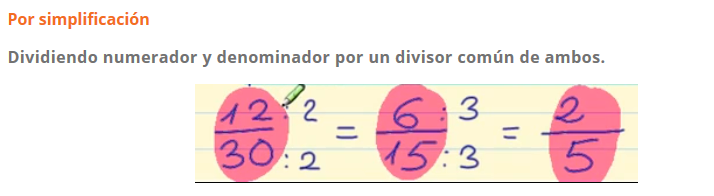 Por simplificación
Dividiendo numerador y denominador por un divisor común de ambos.
12 : 2 = 6 : 3 = 2
30 : 2 15 : 3 5